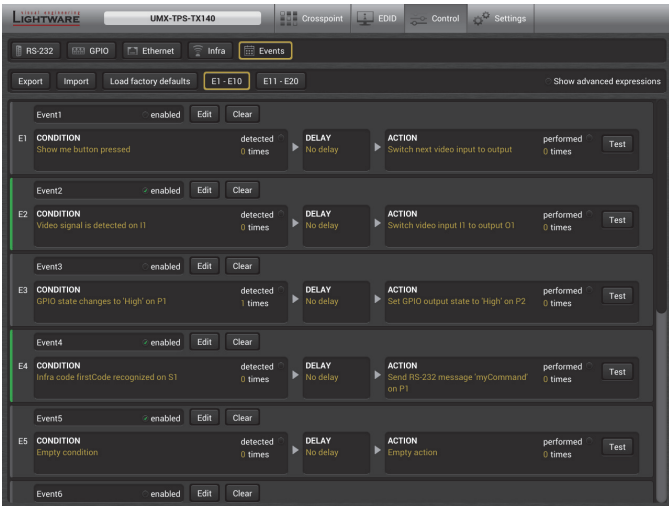 visual engineering
LIGHTWARE
UMX-TPS-TX140
Crosspoint
EDID
Control
Settings
RS-232
GPIO
Ethernet
Infra
Events
Export
Import
Load factory defaults
E1 - E10
E11 - E20
Show advanced expressions
Event1 enabled Edit Clear
E1 CONDITION detected DELAY ACTION performed Test
Show me button pressed 0 times No delay Switch next video input to output 0 times
Event2 enabled Edit Clear
E2 CONDITION detected DELAY ACTION performed Test
Video signal is detected on I1 0 times No delay Switch video input I1 to output O1 0 times
Event3 enabled Edit Clear
E3 CONDITION detected DELAY ACTION performed Test
GPIO state changes to 'High' on P1 1 times No delay Set GPIO output state to 'High' on P2 0 times
Event4 enabled Edit Clear
E4 CONDITION detected DELAY ACTION performed Test
Infra code firstCode recognized on S1 0 times No delay Send RS-232 message 'myCommand' 0 times
on P1
Event5 enabled Edit Clear
E5 CONDITION detected DELAY ACTION performed Test
Empty condition 0 times No delay Empty action 0 times
Event6 enabled Edit Clear